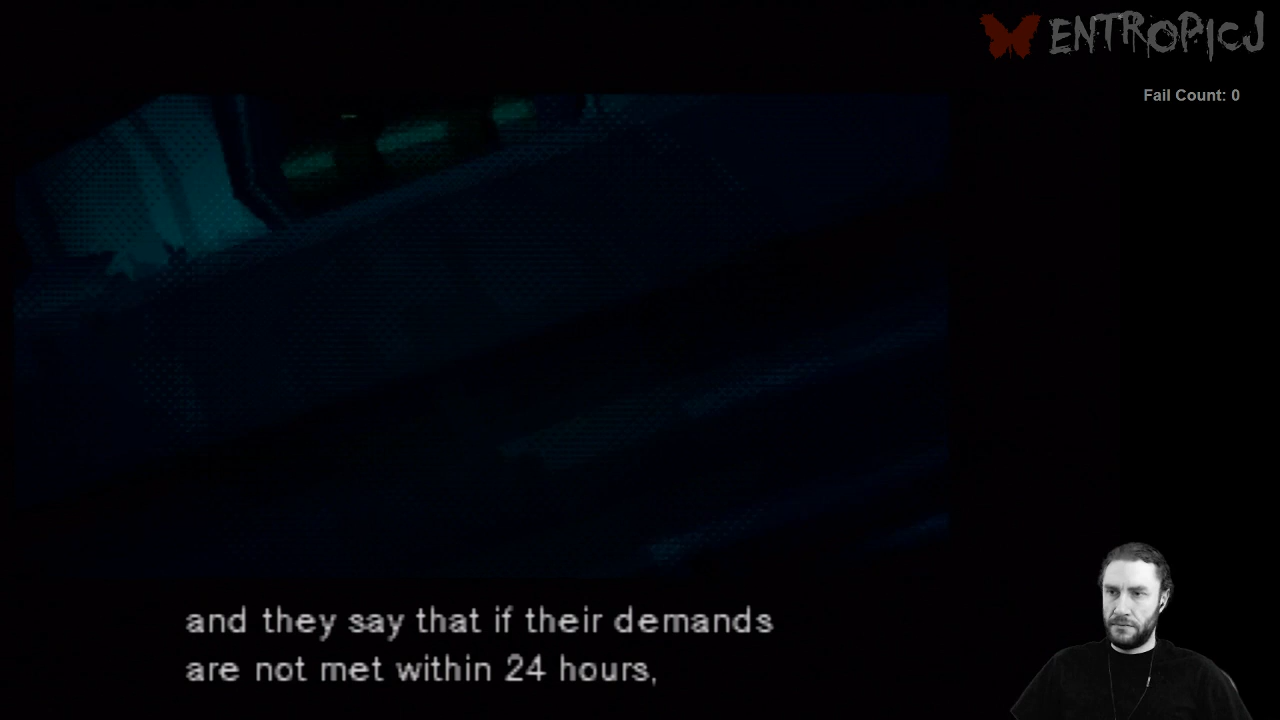 ENTROPICJ
Fail Count: 0
and they say that if their demands
are not met within 24 hours,